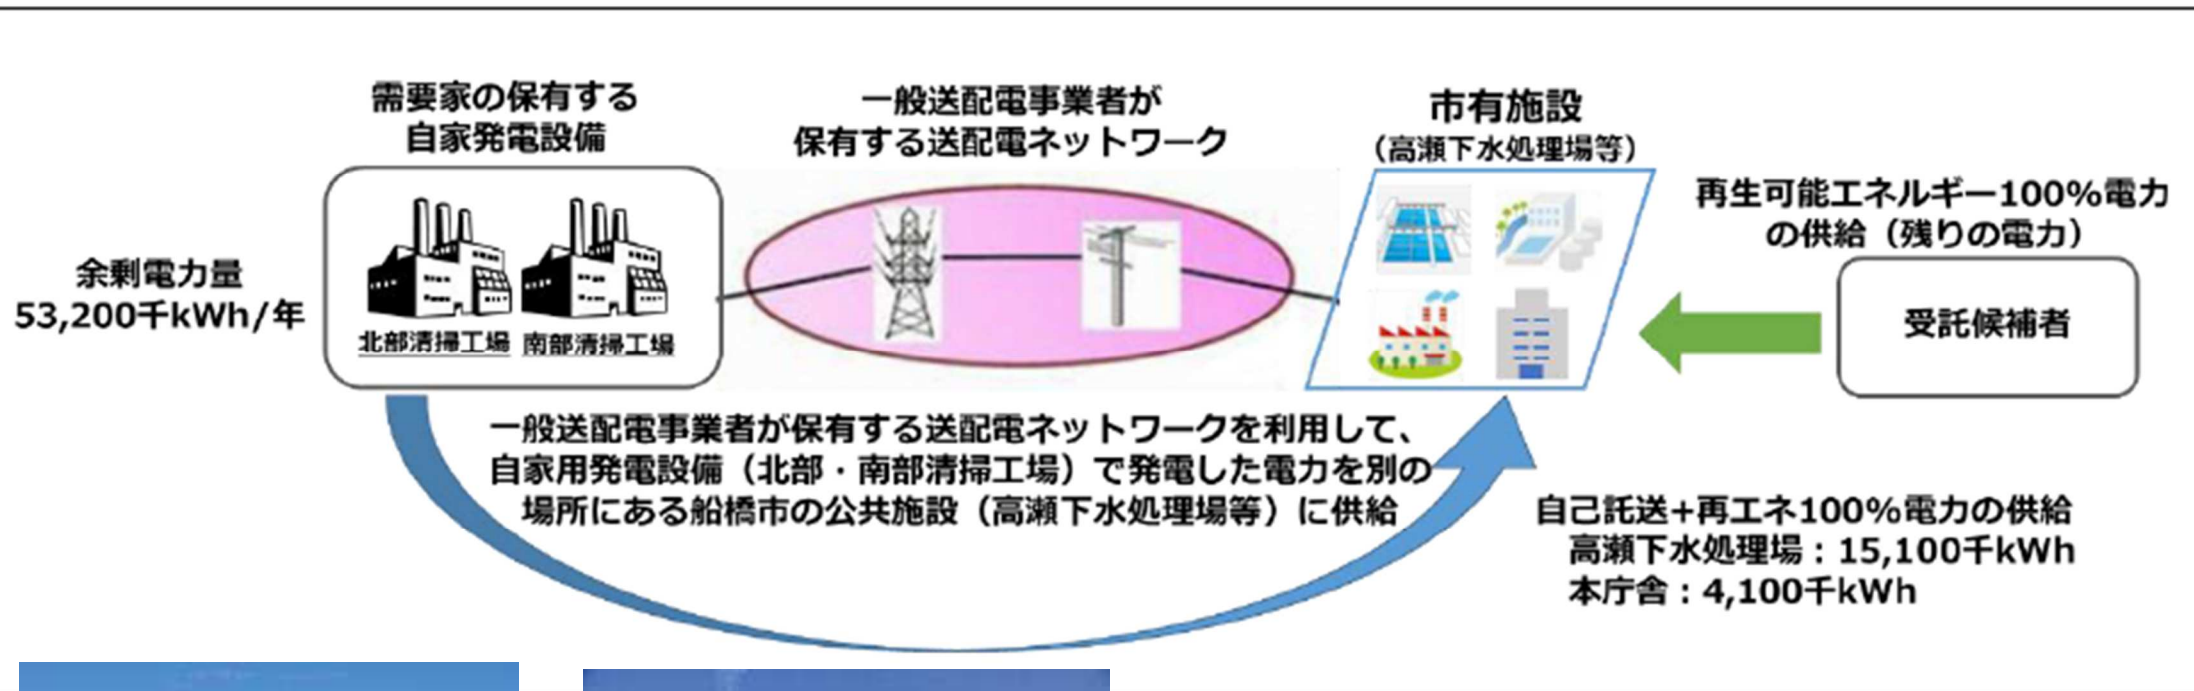 需要家の保有する
自家発電設備
一般送配電事業者が
保有する送配電ネットワーク
市有施設
（高瀬下水処理場等）
再生可能エネルギー100%電力
の供給（残りの電力）
余剰電力量
53,200千kWh/年
北部清掃工場 南部清掃工場
受託候補者
一般送配電事業者が保有する送配電ネットワークを利用して、
自家用発電設備（北部・南部清掃工場）で発電した電力を別の
場所にある船橋市の公共施設（高瀬下水処理場等）に供給
自己託送+再エネ100%電力の供給
高瀬下水処理場：15,100千kWh
本庁舎：4,100千kWh